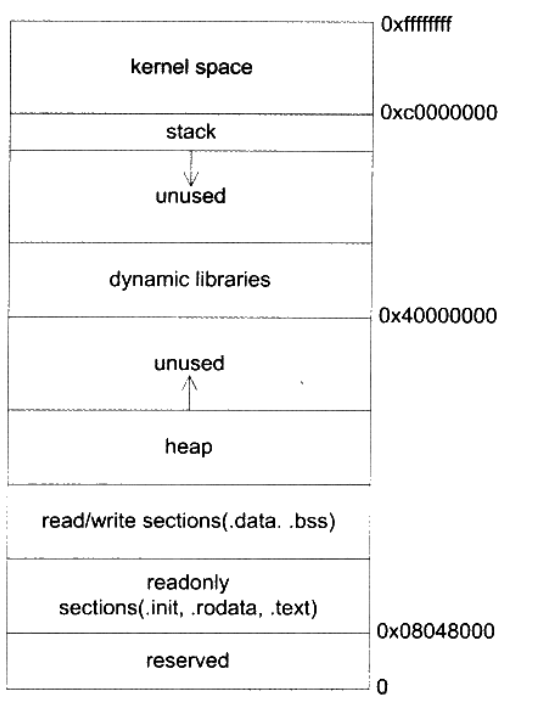 0xffffffff
kernel space
0xc0000000
stack
unused
dynamic libraries
0x40000000
unused
heap
read/write sections(.data. .bss)
readonly
sections(.init, .rodata, .text)
0x08048000
reserved
0